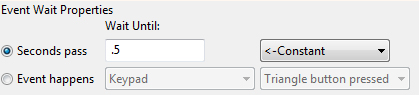 Event Wait Properties
Wait Until:
Seconds pass .5 <-Constant
Event happens Keypad Triangle button pressed